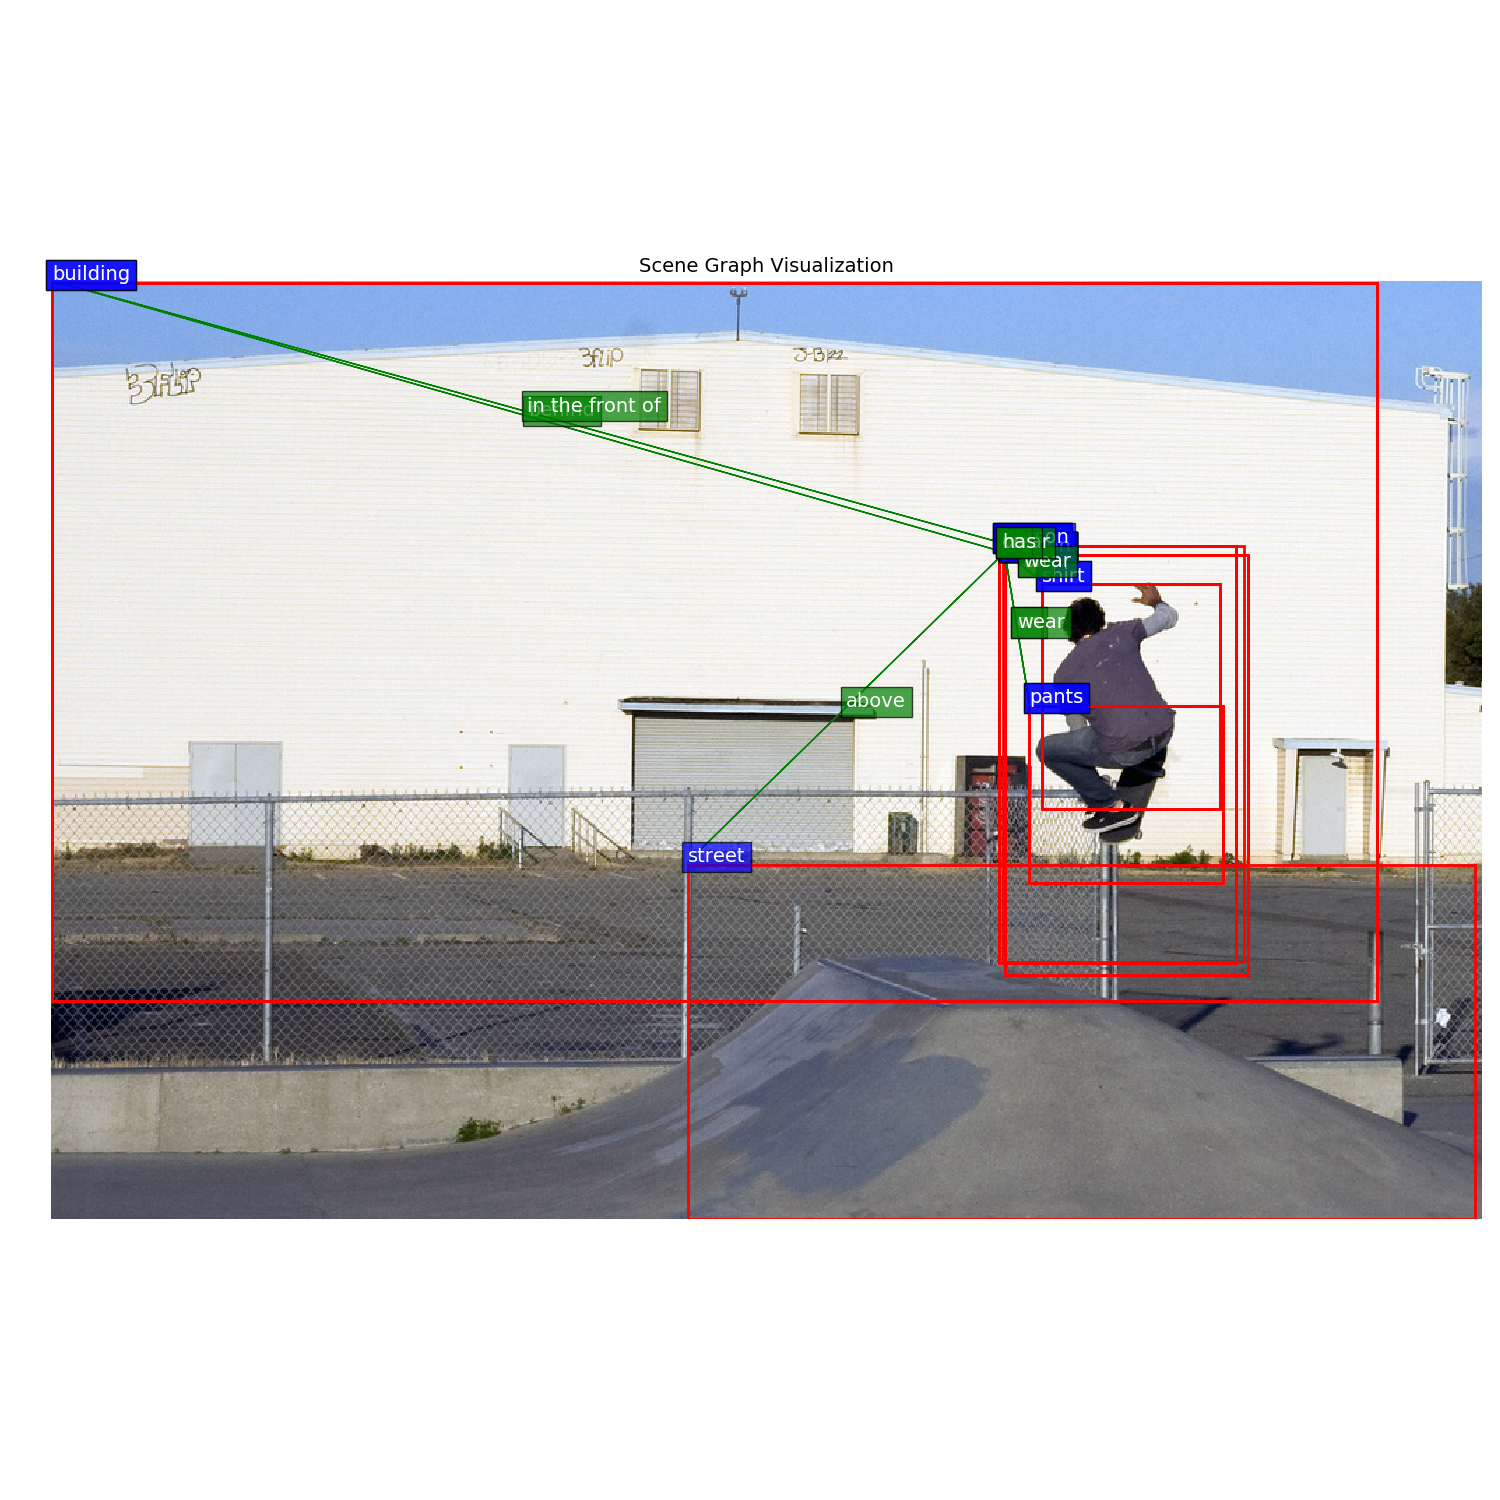 Scene Graph Visualization
building
3FLIP
3flip
in the front of
on
has
wear
shirt
wear
pants
above
street